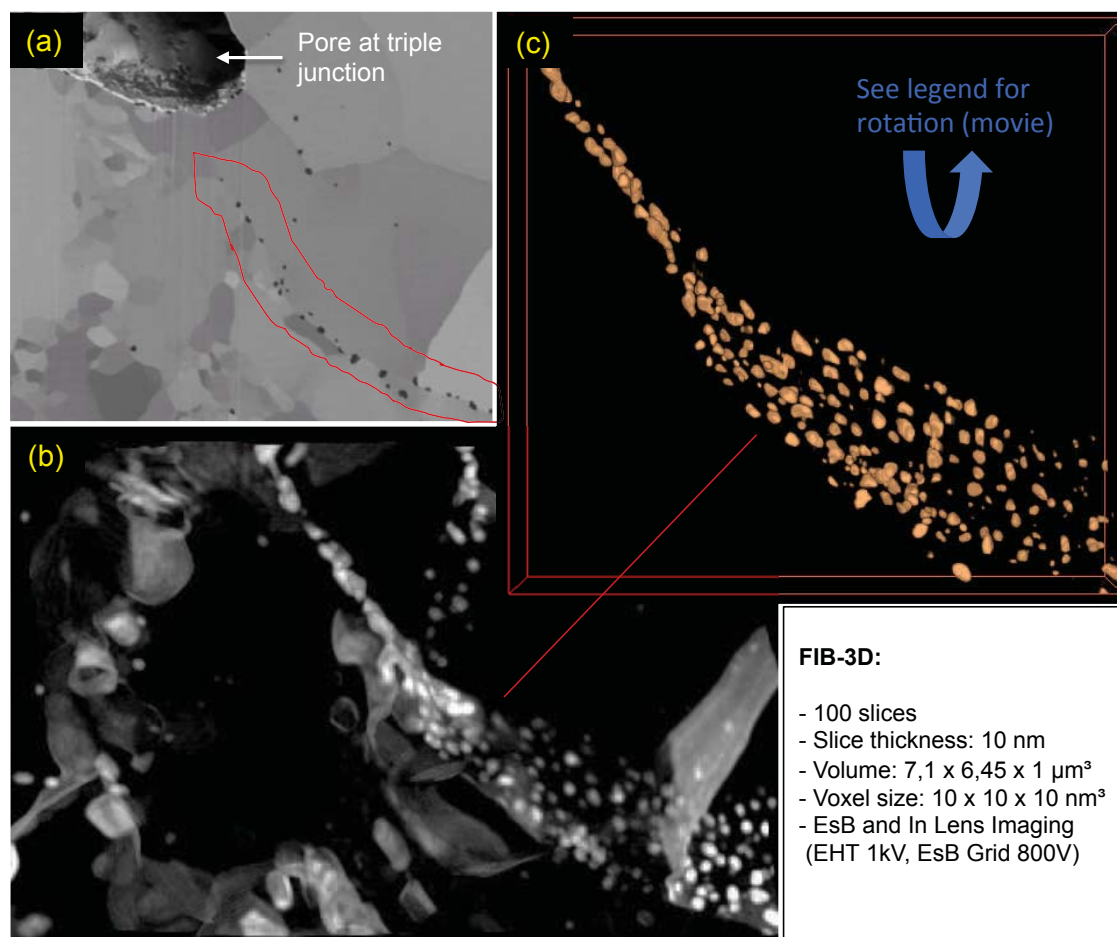 (a)
Pore at triple
junction
(c)
See legend for
rotation (movie)
(b)
FIB-3D:
- 100 slices
- Slice thickness: 10 nm
- Volume: 7,1 x 6,45 x 1 µm³
- Voxel size: 10 x 10 x 10 nm³
- EsB and In Lens Imaging
(EHT 1kV, EsB Grid 800V)